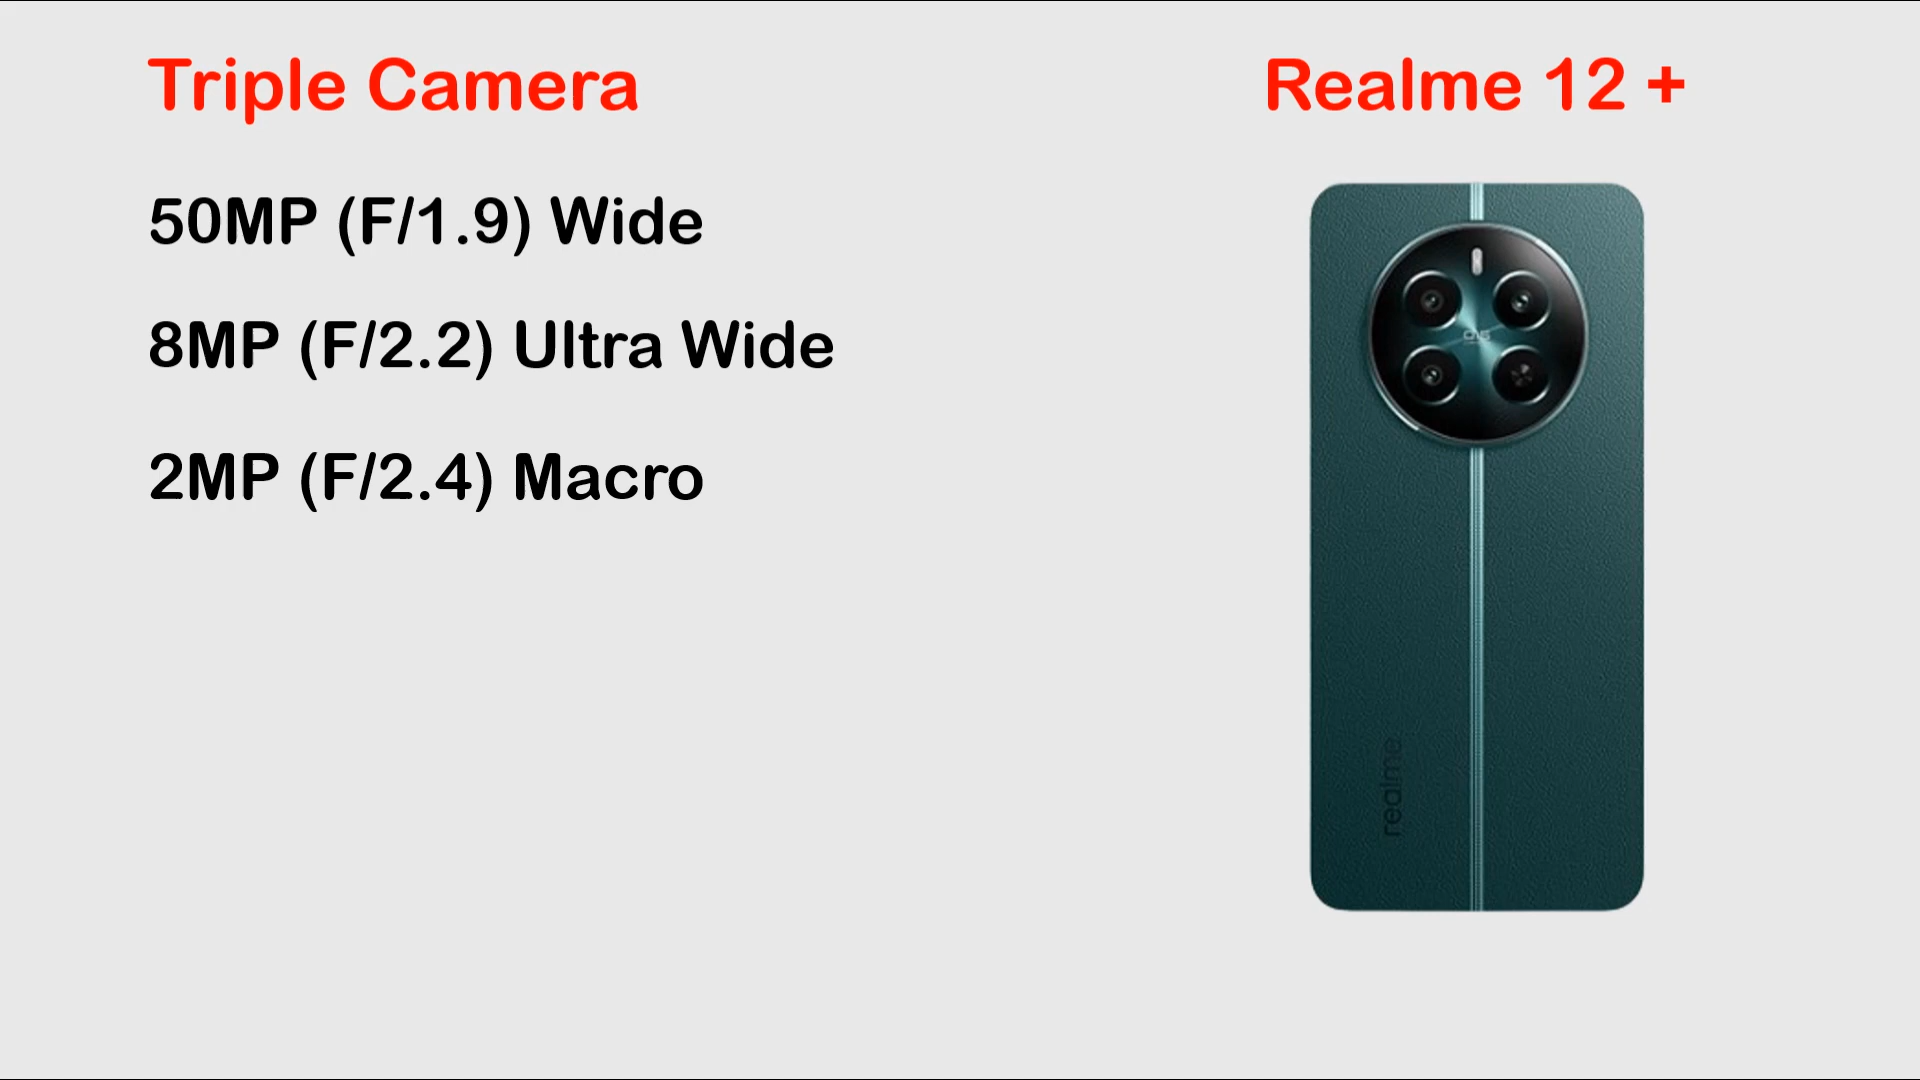 Triple Camera
Realme 12 +
50MP (F/1.9) Wide
8MP (F/2.2) Ultra Wide
2MP (F/2.4) Macro
realme